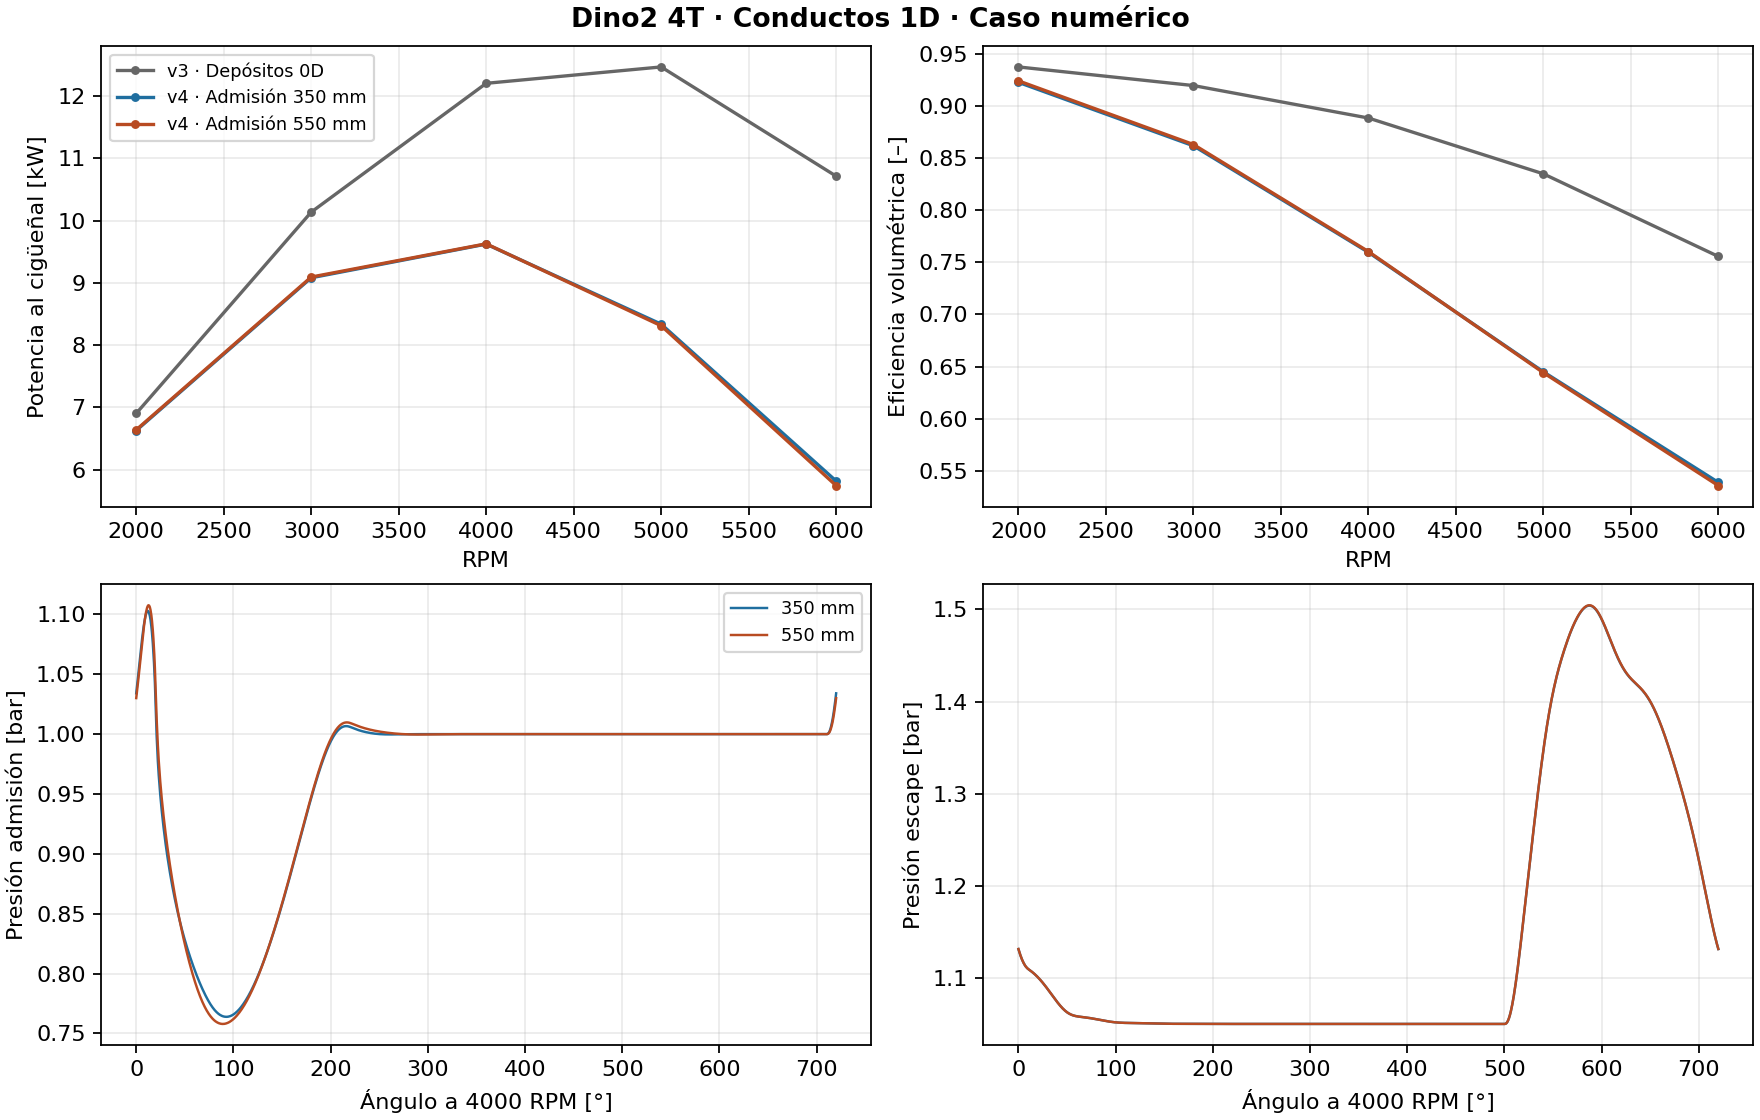 Dino2 4T · Conductos 1D · Caso numérico
Potencia al cigüeñal [kW]
12
11
10
9
8
7
6
v3 · Depósitos 0D
v4 · Admisión 350 mm
v4 · Admisión 550 mm
2000 2500 3000 3500 4000 4500 5000 5500 6000
RPM
Eficiencia volumétrica [–]
0.95
0.90
0.85
0.80
0.75
0.70
0.65
0.60
0.55
2000 2500 3000 3500 4000 4500 5000 5500 6000
RPM
Presión admisión [bar]
1.10
1.05
1.00
0.95
0.90
0.85
0.80
0.75
350 mm
550 mm
0 100 200 300 400 500 600 700
Ángulo a 4000 RPM [°]
Presión escape [bar]
1.5
1.4
1.3
1.2
1.1
0 100 200 300 400 500 600 700
Ángulo a 4000 RPM [°]